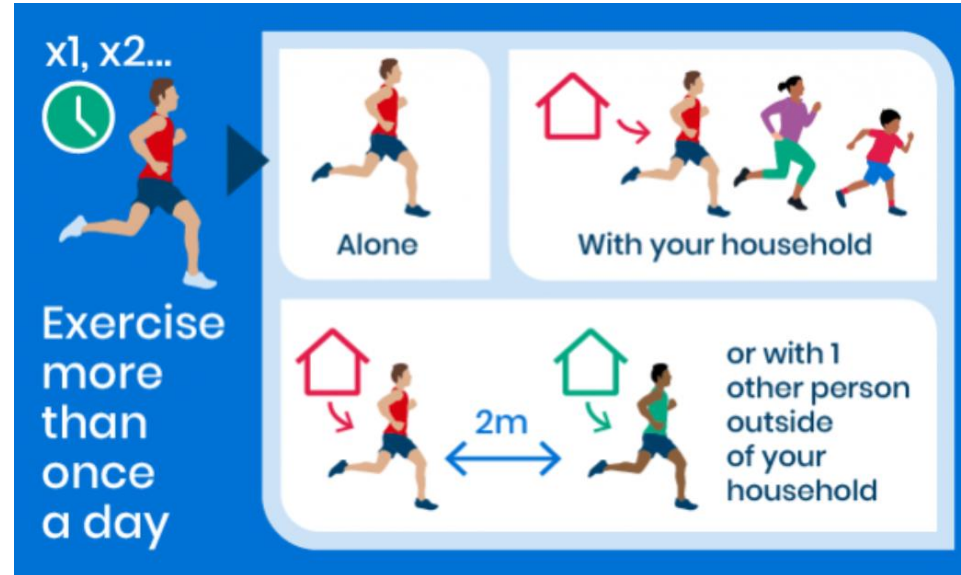 x1, x2...
Exercise
more
than
once
a day
Alone
With your household
2m
or with 1
other person
outside
of your
household